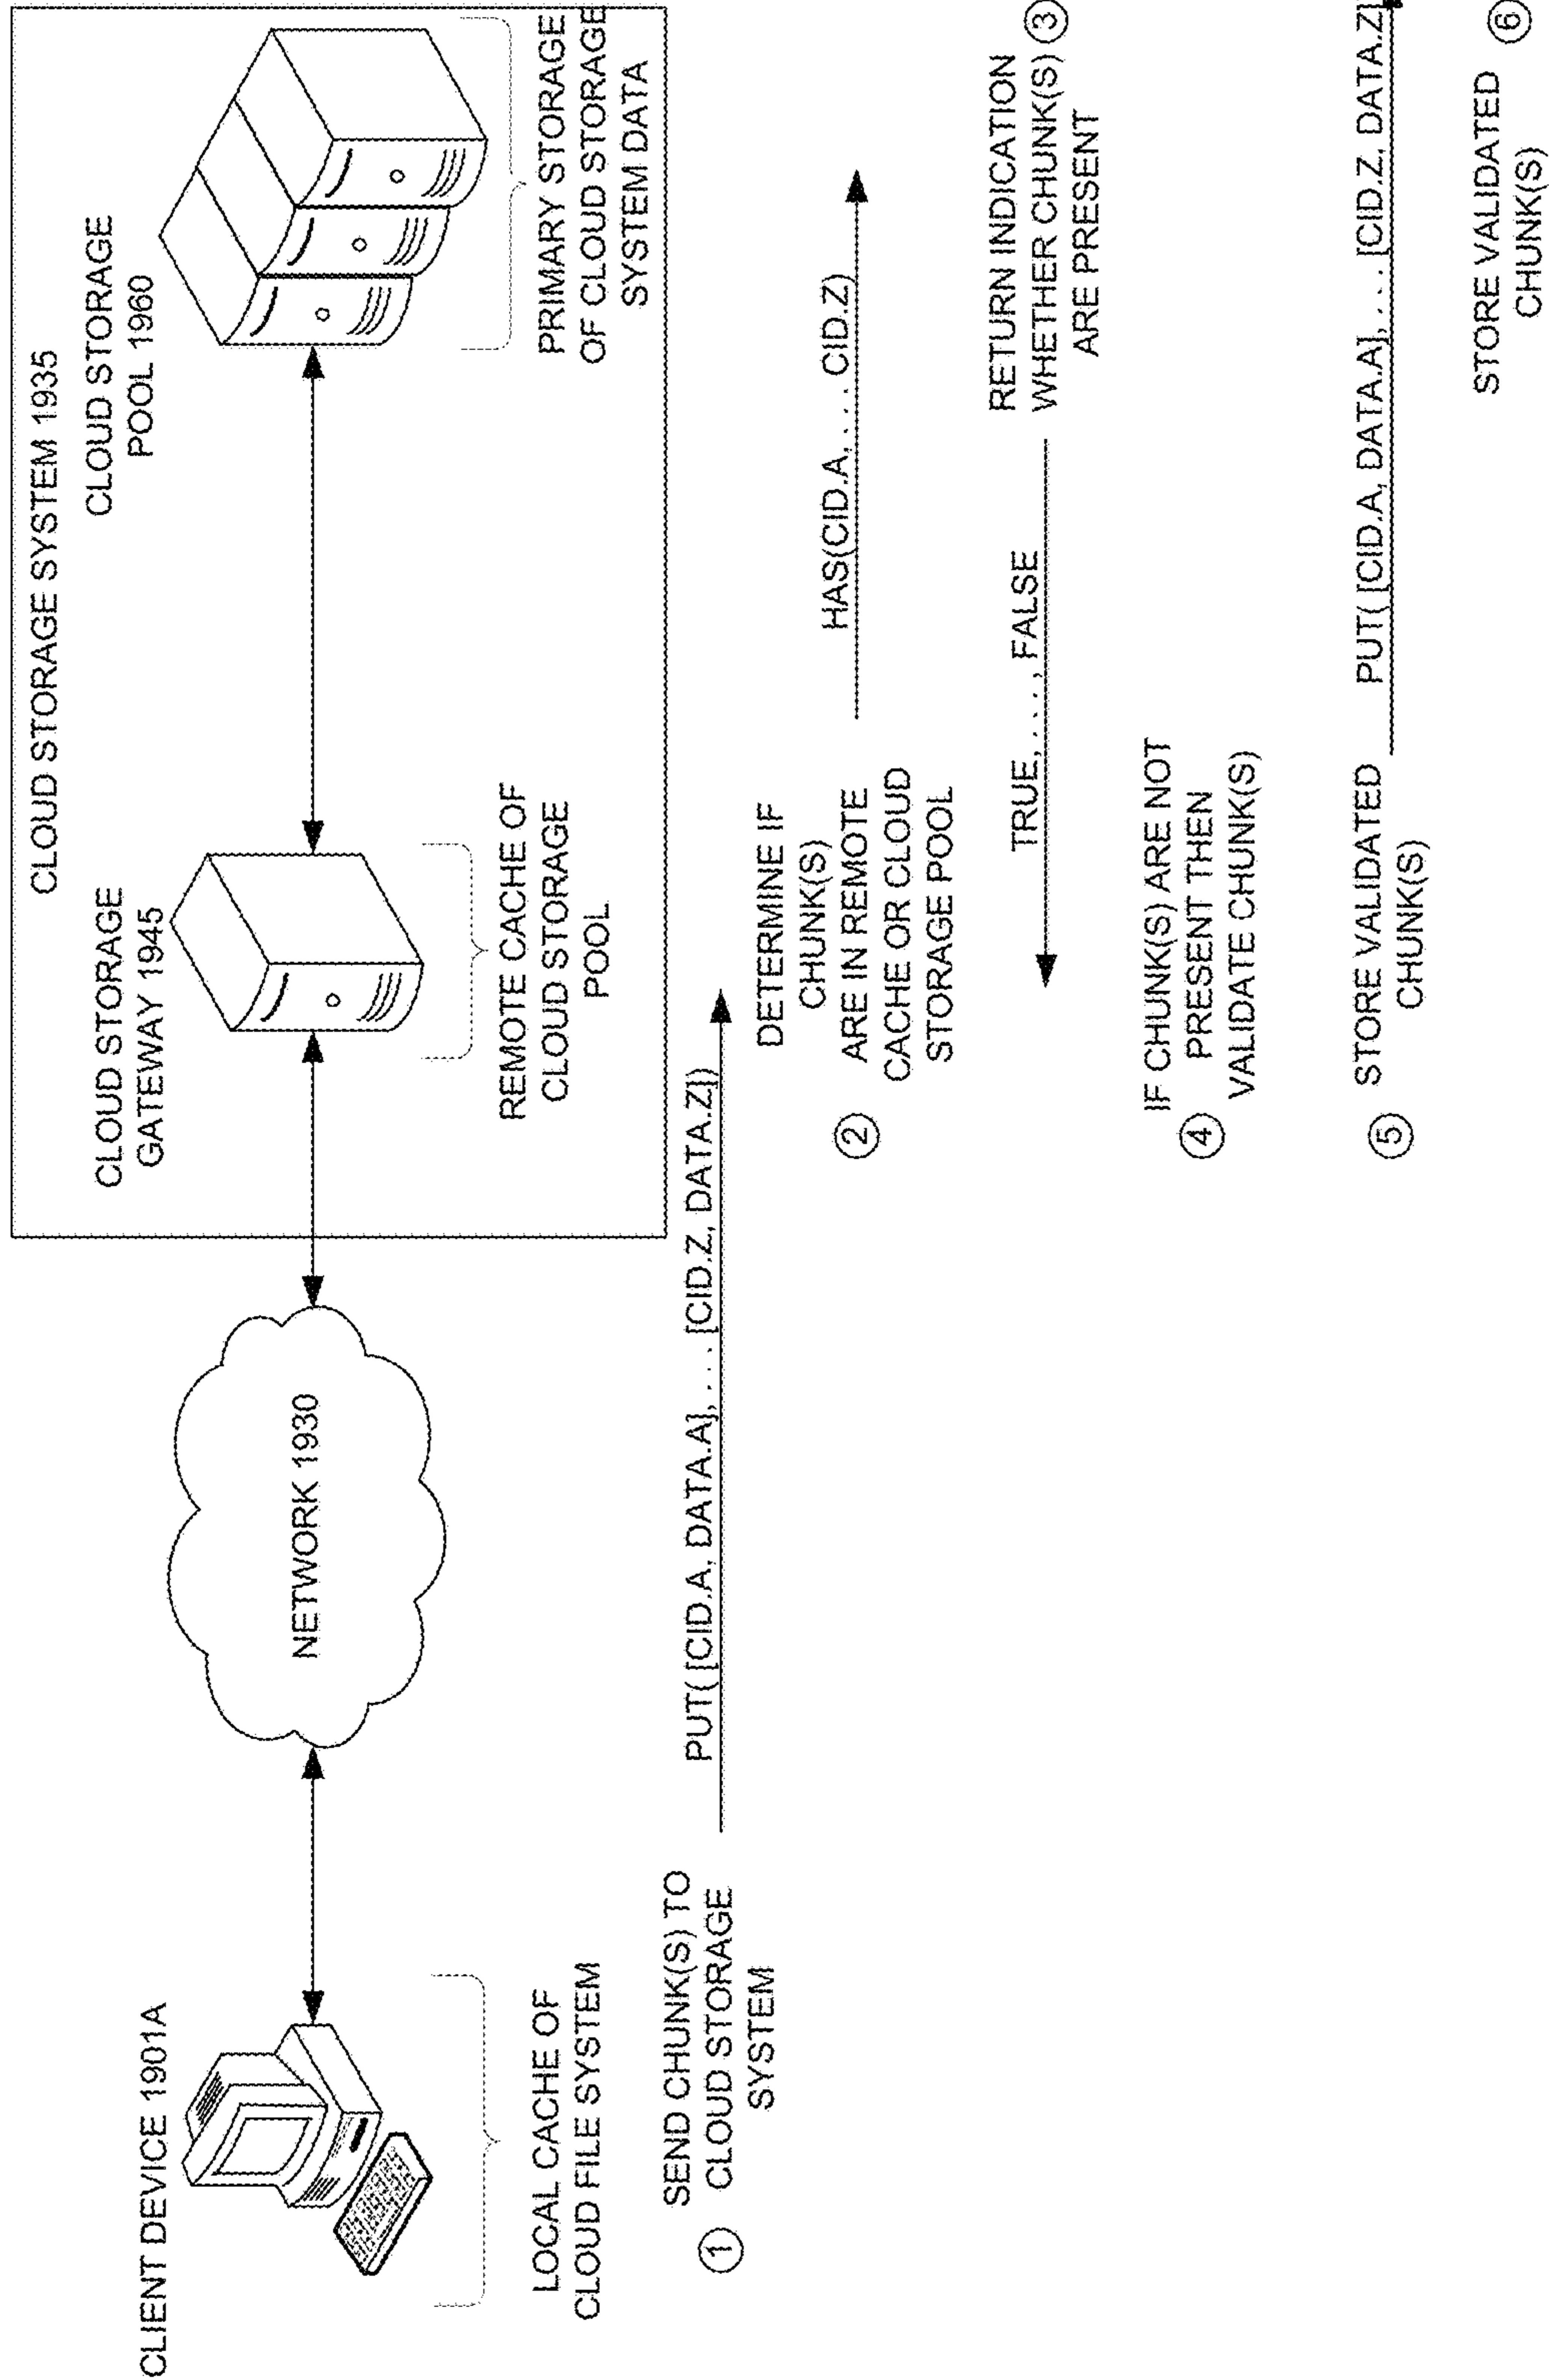 CLOUD STORAGE SYSTEM 1935
CLIENT DEVICE 1901A
CLOUD STORAGE
GATEWAY 1945
CLOUD STORAGE
POOL 1960
NETWORK 1930
LOCAL CACHE OF
CLOUD FILE SYSTEM
REMOTE CACHE OF
CLOUD STORAGE
POOL
PRIMARY STORAGE
OF CLOUD STORAGE
SYSTEM DATA
1
SEND CHUNK(S) TO
CLOUD STORAGE
SYSTEM
PUT( [CID.A, DATA.A], . . . [CID.Z, DATA.Z])
2
DETERMINE IF
CHUNK(S)
ARE IN REMOTE
CACHE OR CLOUD
STORAGE POOL
HAS(CID.A, . . . CID.Z)
RETURN INDICATION
WHETHER CHUNK(S)
ARE PRESENT
3
TRUE, . . . , FALSE
4
IF CHUNK(S) ARE NOT
PRESENT THEN
VALIDATE CHUNK(S)
5
STORE VALIDATED
CHUNK(S)
PUT( [CID.A, DATA.A], . . . [CID.Z, DATA.Z]
STORE VALIDATED
CHUNK(S)
6